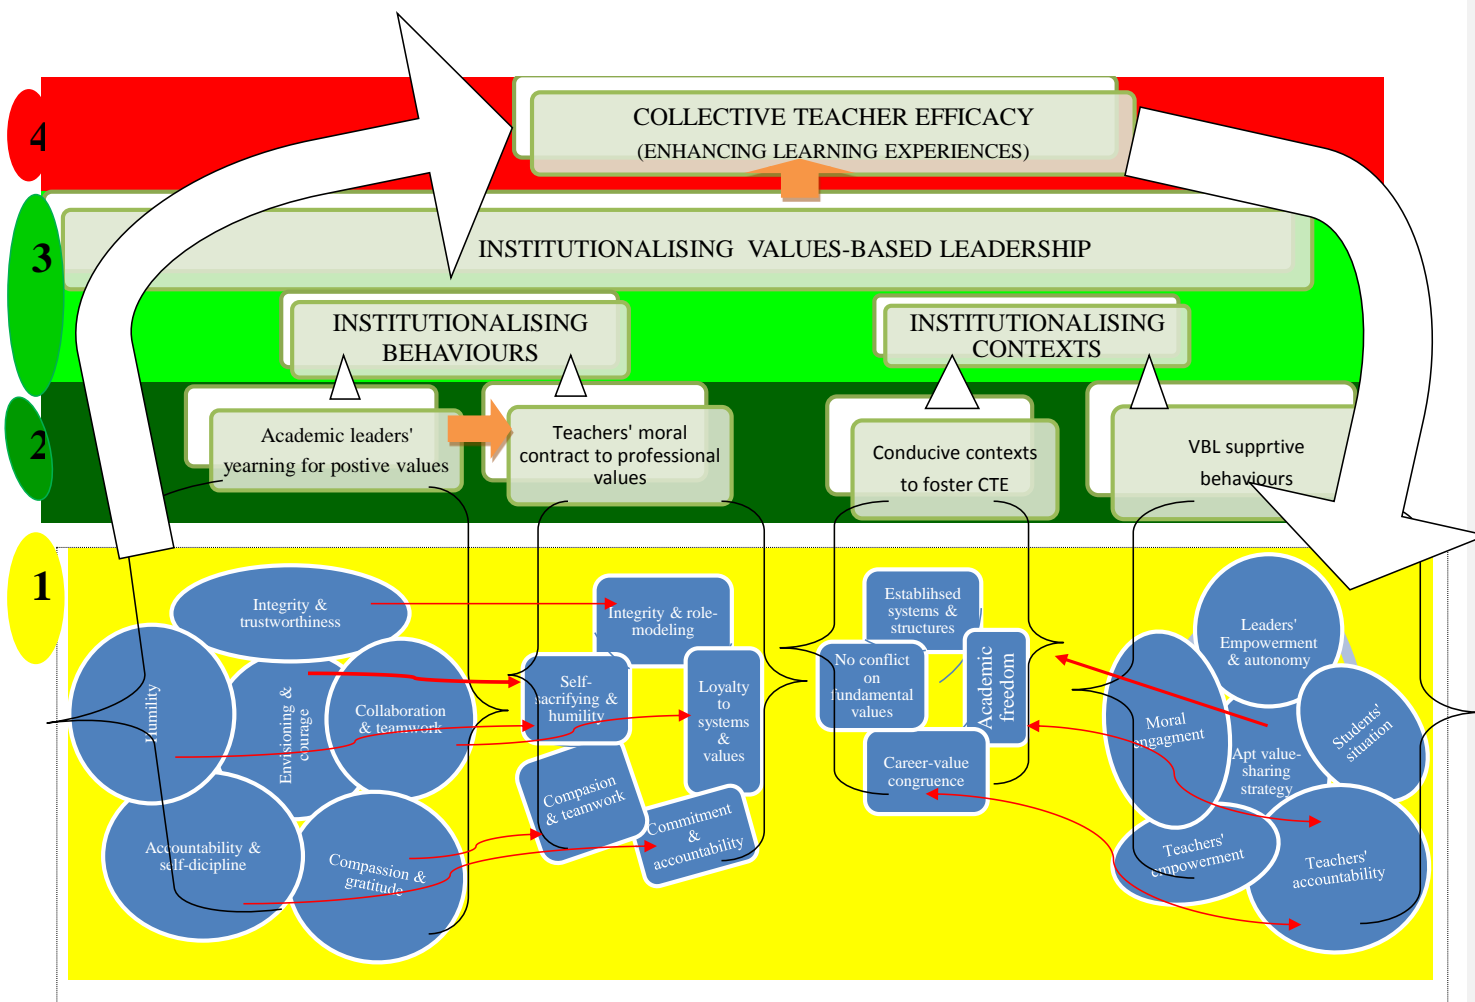 4
COLLECTIVE TEACHER EFFICACY
(ENHANCING LEARNING EXPERIENCES)
3
INSTITUTIONALISING VALUES-BASED LEADERSHIP
INSTITUTIONALISING
BEHAVIOURS
INSTITUTIONALISING
CONTEXTS
2
Academic leaders'
yearning for postive values
Teachers' moral
contract to professional
values
Conducive contexts
to foster CTE
VBL supprtive
behaviours
1
Integrity &
trustworthiness
Humility
Envisioning &
courage
Collaboration
& teamwork
Accountability &
self-dicipline
Compassion &
gratitude
Integrity & role-
modeling
Self-
sacrifying &
humility
Loyalty
to
systems
&
values
Compasion
& teamwork
Commitment
&
accountability
Establihsed
systems &
structures
No conflict
on
fundamental
values
Academic
freedom
Career-value
congruence
Leaders'
Empowerment
& autonomy
Moral
engagment
Students'
situation
Apt value-
sharing
strategy
Teachers'
empowerment
Teachers'
accountability